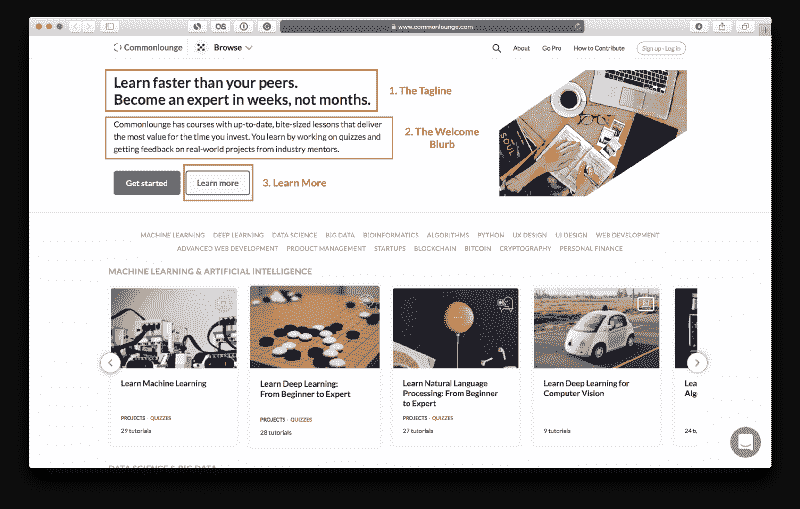 www.commonlounge.com
Commonlounge Browse About Go Pro How to Contribute Sign up · Log in
Learn faster than your peers.
Become an expert in weeks, not months.
1. The Tagline
Commonlounge has courses with up-to-date, bite-sized lessons that deliver
the most value for the time you invest. You learn by working on quizzes and
getting feedback on real-world projects from industry mentors.
2. The Welcome
Blurb
Get started Learn more 3. Learn More
MACHINE LEARNING DEEP LEARNING DATA SCIENCE BIG DATA BIOINFORMATICS ALGORITHMS PYTHON UX DESIGN UI DESIGN WEB DEVELOPMENT
ADVANCED WEB DEVELOPMENT PRODUCT MANAGEMENT STARTUPS BLOCKCHAIN BITCOIN CRYPTOGRAPHY PERSONAL FINANCE
MACHINE LEARNING & ARTIFICIAL INTELLIGENCE
Learn Machine Learning
PROJECTS · QUIZZES
29 tutorials
Learn Deep Learning:
From Beginner to Expert
PROJECTS · QUIZZES
28 tutorials
Learn Natural Language
Processing: From Beginner
to Expert
PROJECTS · QUIZZES
27 tutorials
Learn Deep Learning for
Computer Vision
9 tutorials
Lea
Alg
24 t
DATA SCIENCE & BIG DATA